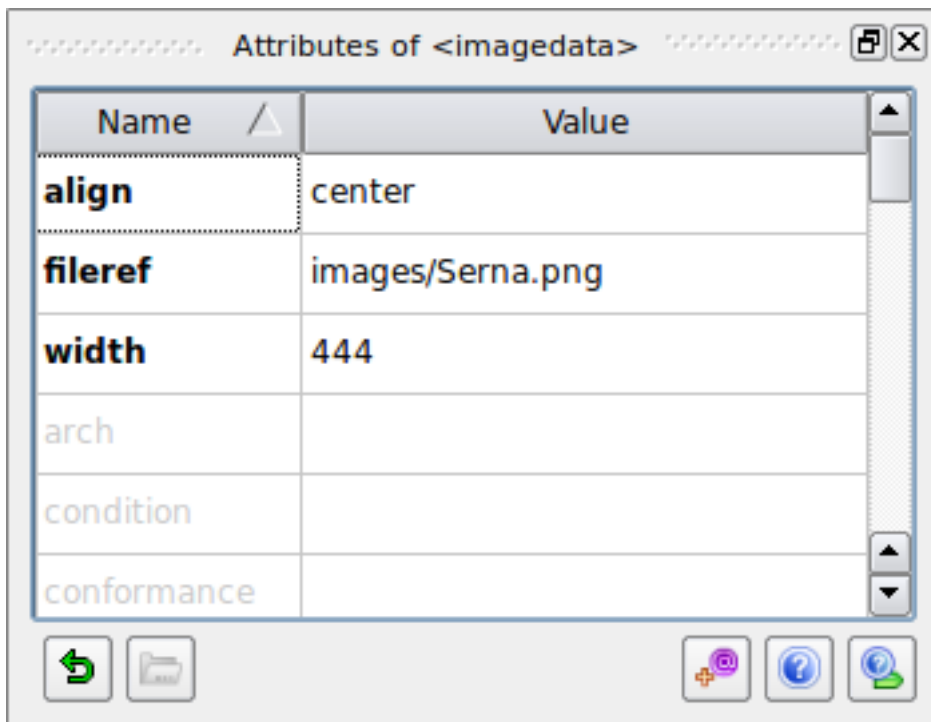 Attributes of <imagedata>
Name Value
align center
fileref images/Serna.png
width 444
arch
condition
conformance